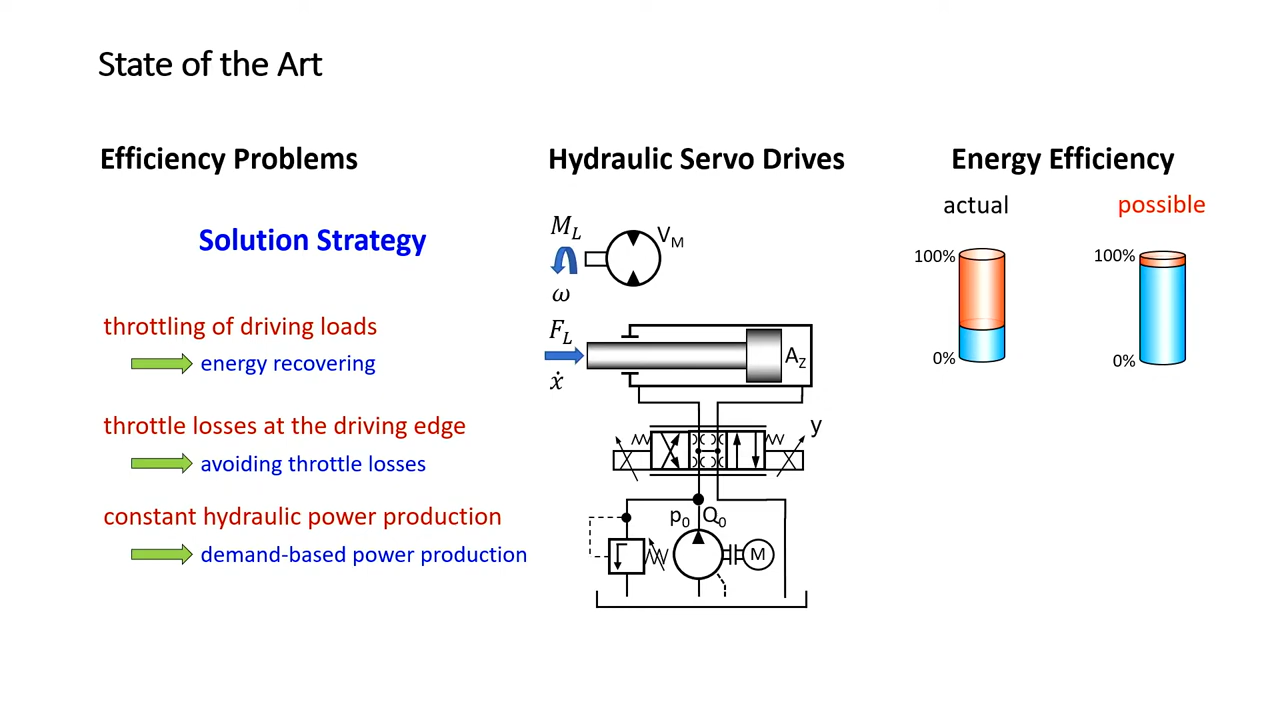 State of the Art
Efficiency Problems
Solution Strategy
throttling of driving loads
energy recovering
throttle losses at the driving edge
avoiding throttle losses
constant hydraulic power production
demand-based power production
Hydraulic Servo Drives
M_L
V_M
ω
F_L
A_Z
ẋ
y
p_0 Q_0
M
Energy Efficiency
actual
possible
100%
100%
0%
0%